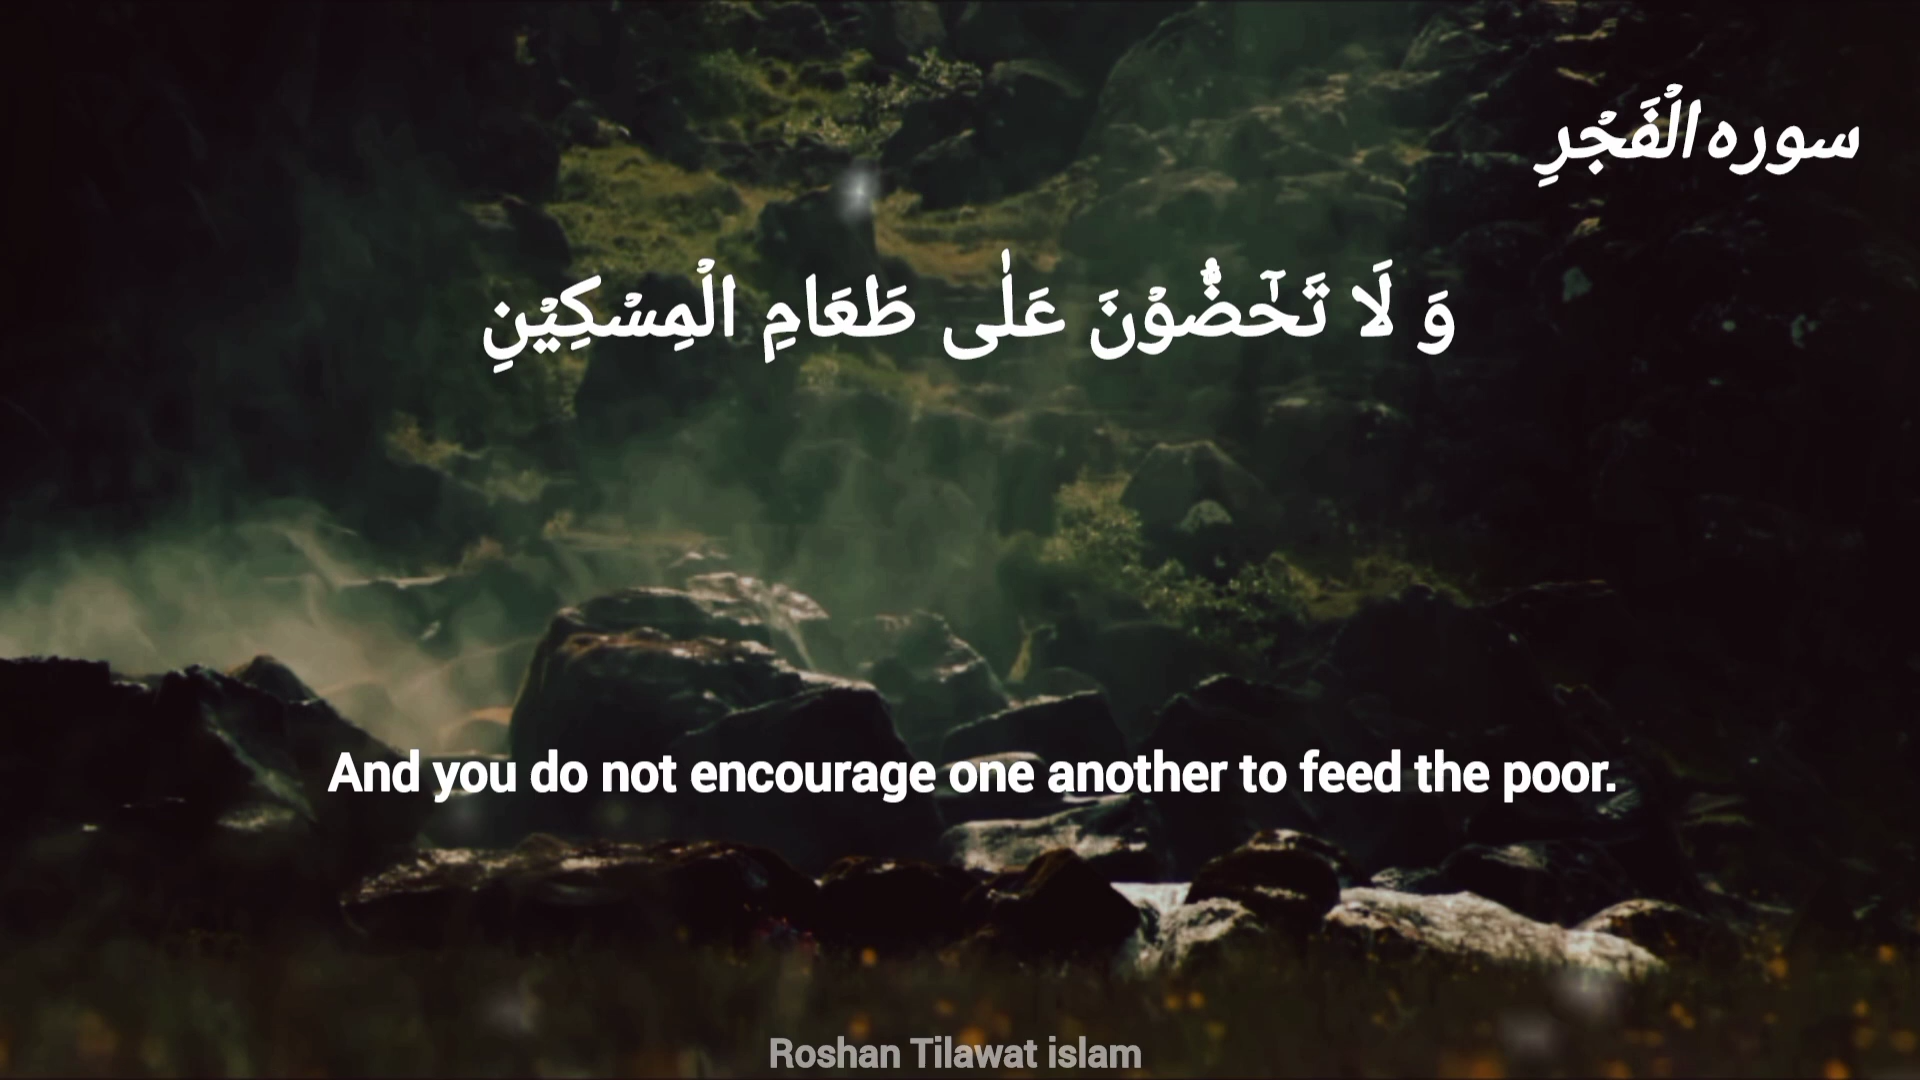 سوره الْفَجْرِ
وَ لَا تَحٰٓضُّوْنَ عَلٰى طَعَامِ الْمِسْكِيْنِ
And you do not encourage one another to feed the poor.
Roshan Tilawat islam